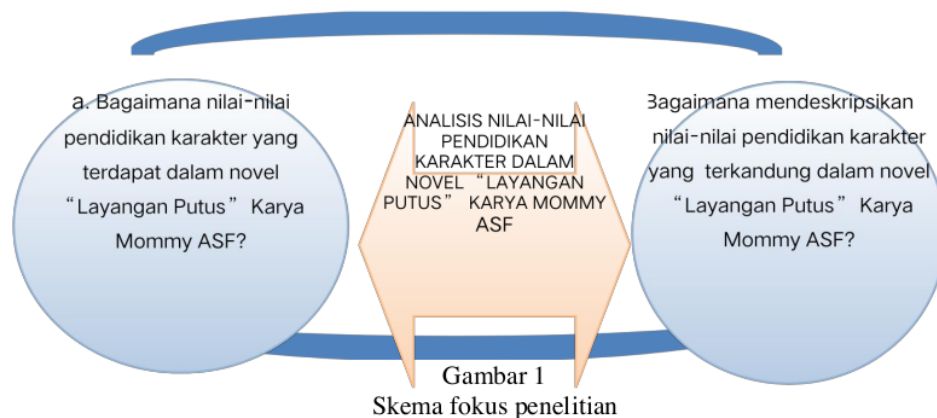 a. Bagaimana nilai-nilai
pendidikan karakter yang
terdapat dalam novel
“Layangan Putus” Karya
Mommy ASF?
ANALISIS NILAI-NILAI
PENDIDIKAN
KARAKTER DALAM
NOVEL “LAYANGAN
PUTUS” KARYA MOMMY
ASF
Bagaimana mendeskripsikan
nilai-nilai pendidikan karakter
yang terkandung dalam novel
“Layangan Putus” Karya
Mommy ASF?
Gambar 1
Skema fokus penelitian